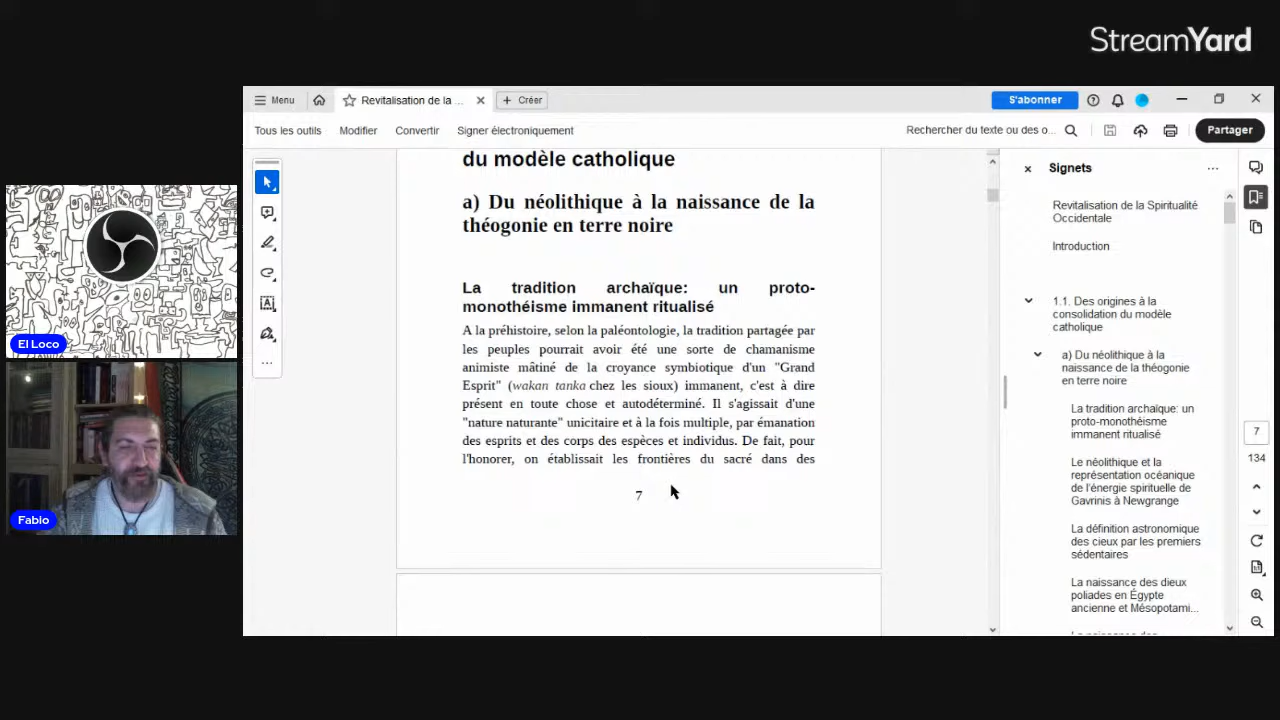 StreamYard
Menu
Revitalisation de la ...
Créer
S'abonner
Tous les outils
Modifier
Convertir
Signer électroniquement
Rechercher du texte ou des o...
Partager
du modèle catholique
a) Du néolithique à la naissance de la
théogonie en terre noire
La tradition archaïque: un proto-
monothéisme immanent ritualisé
A la préhistoire, selon la paléontologie, la tradition partagée par
les peuples pourrait avoir été une sorte de chamanisme
animiste mâtiné de la croyance symbiotique d'un "Grand
Esprit" (wakan tanka chez les sioux) immanent, c'est à dire
présent en toute chose et autodéterminé. Il s'agissait d'une
"nature naturante" unicitaire et à la fois multiple, par émanation
des esprits et des corps des espèces et individus. De fait, pour
l'honorer, on établissait les frontières du sacré dans des
7
Signets
Revitalisation de la Spiritualité
Occidentale
Introduction
1.1. Des origines à la
consolidation du modèle
catholique
a) Du néolithique à la
naissance de la théogonie
en terre noire
La tradition archaïque: un
proto-monothéisme
immanent ritualisé
Le néolithique et la
représentation océanique
de l'énergie spirituelle de
Gavrinis à Newgrange
La définition astronomique
des cieux par les premiers
sédentaires
La naissance des dieux
poliades en Égypte
ancienne et Mésopotami...
7
134
El Loco
Fabio